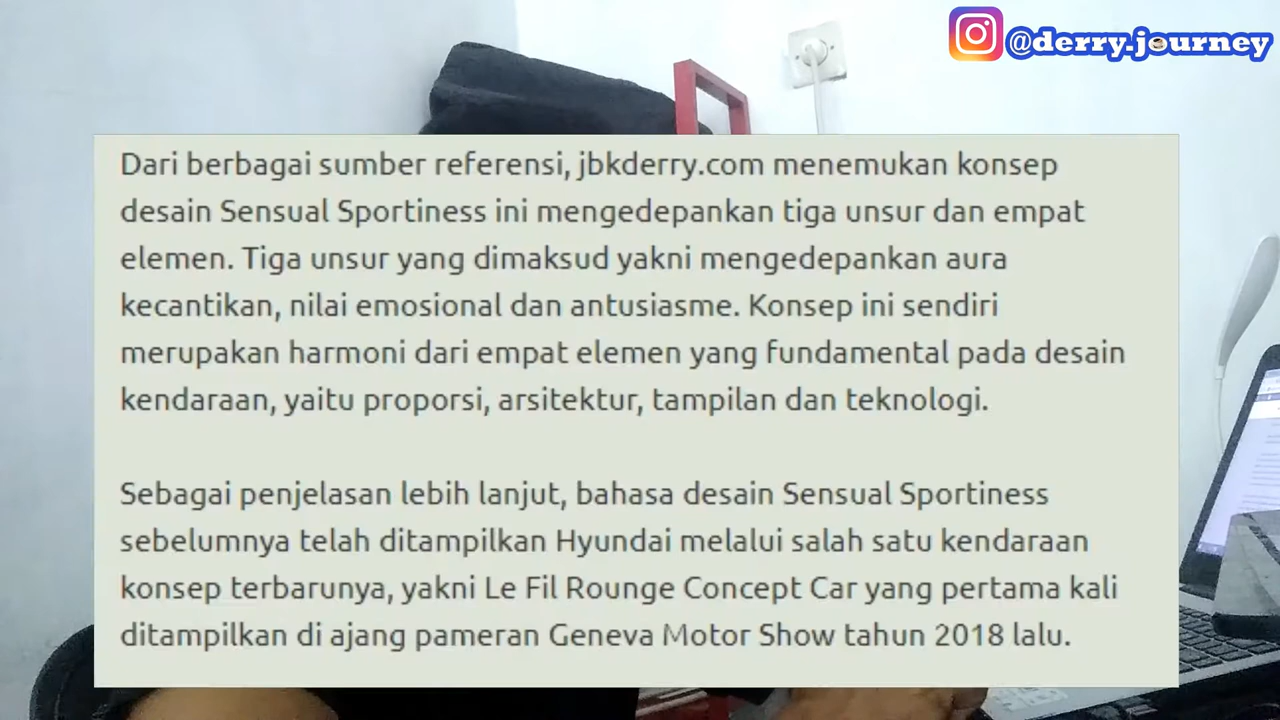 @derry.journey
Dari berbagai sumber referensi, jbkderry.com menemukan konsep
desain Sensual Sportiness ini mengedepankan tiga unsur dan empat
elemen. Tiga unsur yang dimaksud yakni mengedepankan aura
kecantikan, nilai emosional dan antusiasme. Konsep ini sendiri
merupakan harmoni dari empat elemen yang fundamental pada desain
kendaraan, yaitu proporsi, arsitektur, tampilan dan teknologi.
Sebagai penjelasan lebih lanjut, bahasa desain Sensual Sportiness
sebelumnya telah ditampilkan Hyundai melalui salah satu kendaraan
konsep terbarunya, yakni Le Fil Rounge Concept Car yang pertama kali
ditampilkan di ajang pameran Geneva Motor Show tahun 2018 lalu.